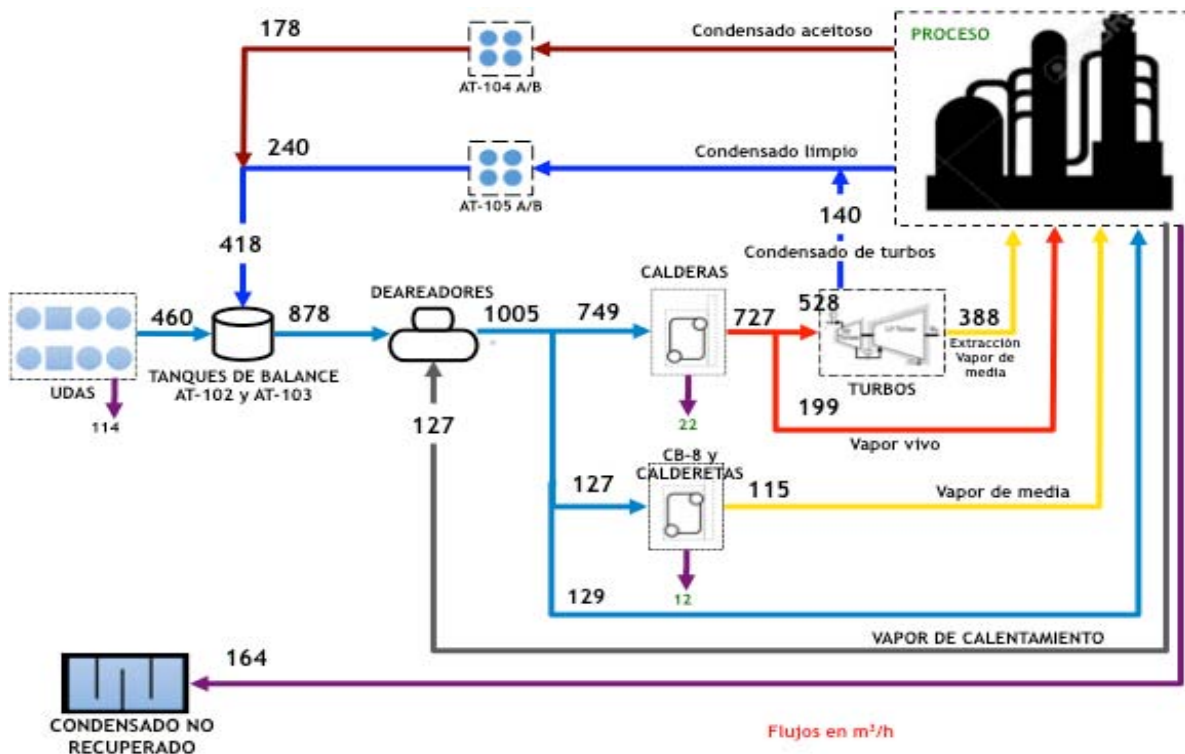 178
Condensado aceitoso
PROCESO
AT-104 A/B
240
Condensado limpio
AT-105 A/B
140
418
Condensado de turbos
CALDERAS
DEAREADORES
460
878
1005
749
727
528
388
Extracción
Vapor de
media
UDAS
TANQUES DE BALANCE
AT-102 y AT-103
TURBOS
114
127
22
199
Vapor vivo
CB-8 y
CALDERETAS
127
115
Vapor de media
129
12
VAPOR DE CALENTAMIENTO
164
CONDENSADO NO
RECUPERADO
Flujos en m³/h